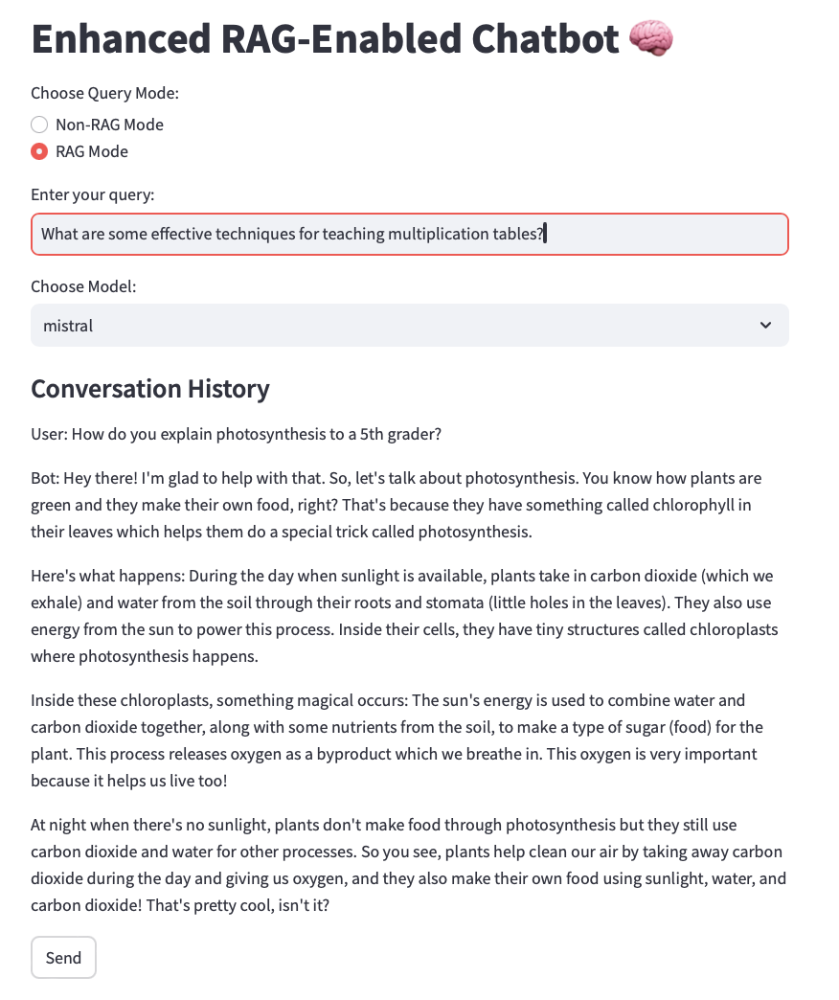 Enhanced RAG-Enabled Chatbot 🧠
Choose Query Mode:
Non-RAG Mode
RAG Mode
Enter your query:
What are some effective techniques for teaching multiplication tables?
Choose Model:
mistral
Conversation History
User: How do you explain photosynthesis to a 5th grader?
Bot: Hey there! I'm glad to help with that. So, let's talk about photosynthesis. You know how plants are
green and they make their own food, right? That's because they have something called chlorophyll in
their leaves which helps them do a special trick called photosynthesis.
Here's what happens: During the day when sunlight is available, plants take in carbon dioxide (which we
exhale) and water from the soil through their roots and stomata (little holes in the leaves). They also use
energy from the sun to power this process. Inside their cells, they have tiny structures called chloroplasts
where photosynthesis happens.
Inside these chloroplasts, something magical occurs: The sun's energy is used to combine water and
carbon dioxide together, along with some nutrients from the soil, to make a type of sugar (food) for the
plant. This process releases oxygen as a byproduct which we breathe in. This oxygen is very important
because it helps us live too!
At night when there's no sunlight, plants don't make food through photosynthesis but they still use
carbon dioxide and water for other processes. So you see, plants help clean our air by taking away carbon
dioxide during the day and giving us oxygen, and they also make their own food using sunlight, water, and
carbon dioxide! That's pretty cool, isn't it?
Send